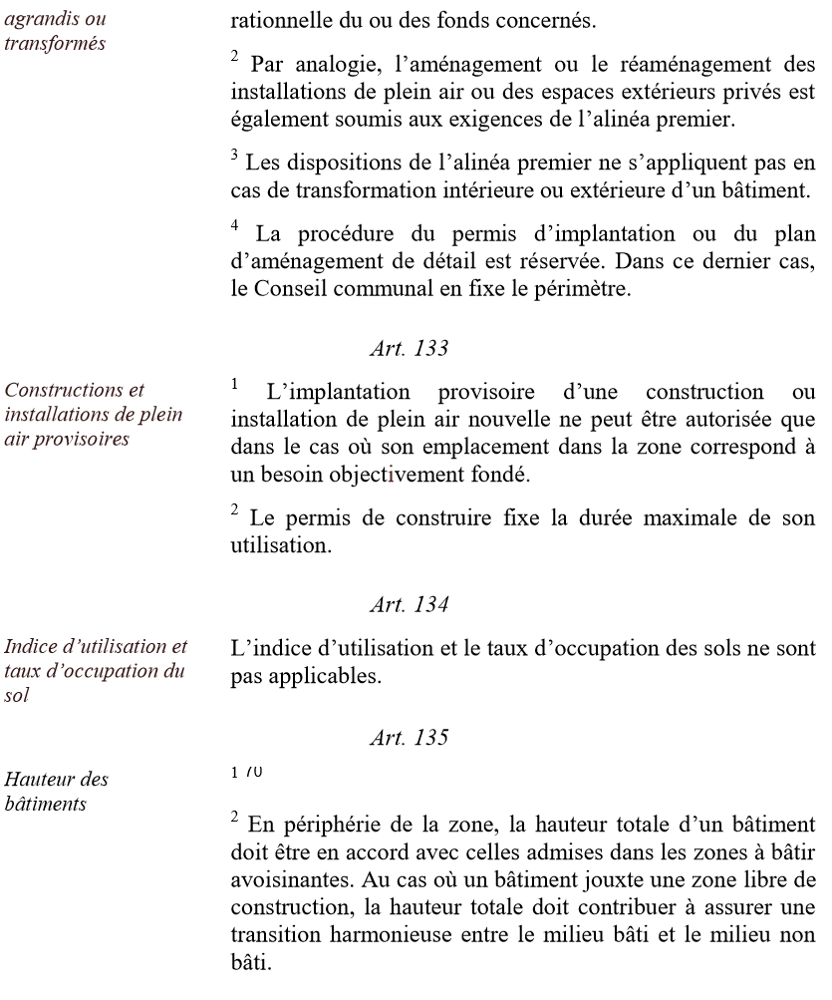 agrandis ou
transformés
rationnelle du ou des fonds concernés.
2 Par analogie, l’aménagement ou le réaménagement des
installations de plein air ou des espaces extérieurs privés est
également soumis aux exigences de l’alinéa premier.
3 Les dispositions de l’alinéa premier ne s’appliquent pas en
cas de transformation intérieure ou extérieure d’un bâtiment.
4 La procédure du permis d’implantation ou du plan
d’aménagement de détail est réservée. Dans ce dernier cas,
le Conseil communal en fixe le périmètre.
Art. 133
Constructions et
installations de plein
air provisoires
1 L’implantation provisoire d’une construction ou
installation de plein air nouvelle ne peut être autorisée que
dans le cas où son emplacement dans la zone correspond à
un besoin objectivement fondé.
2 Le permis de construire fixe la durée maximale de son
utilisation.
Art. 134
Indice d’utilisation et
taux d’occupation du
sol
L’indice d’utilisation et le taux d’occupation des sols ne sont
pas applicables.
Art. 135
Hauteur des
bâtiments
1 70
2 En périphérie de la zone, la hauteur totale d’un bâtiment
doit être en accord avec celles admises dans les zones à bâtir
avoisinantes. Au cas où un bâtiment jouxte une zone libre de
construction, la hauteur totale doit contribuer à assurer une
transition harmonieuse entre le milieu bâti et le milieu non
bâti.